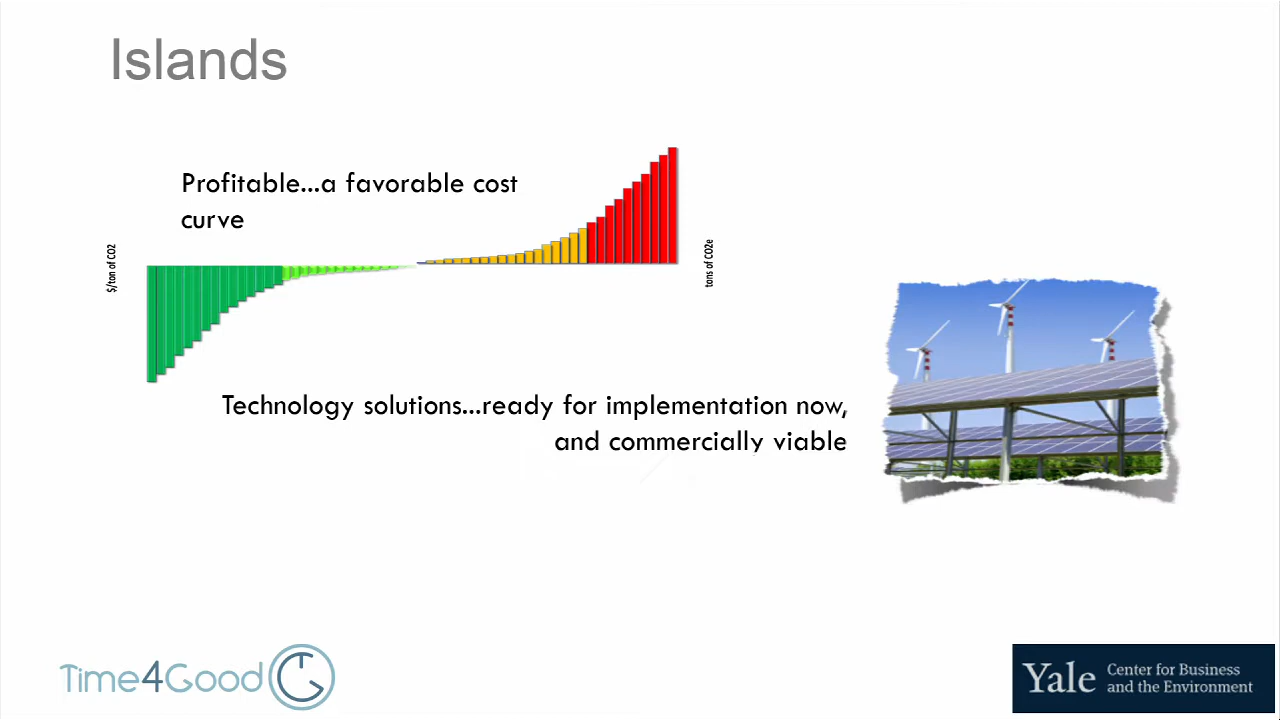 Islands
Profitable...a favorable cost
curve
$/ton of CO2
tons of CO2e
Technology solutions...ready for implementation now,
and commercially viable
Time4Good
Yale Center for Business
and the Environment